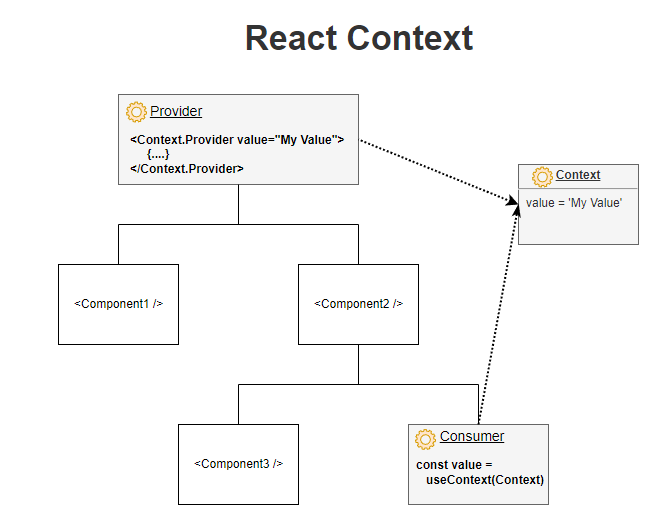 React Context
Provider
<Context.Provider value="My Value">
{....}
</Context.Provider>
Context
value = 'My Value'
<Component1 />
<Component2 />
<Component3 />
Consumer
const value =
useContext(Context)